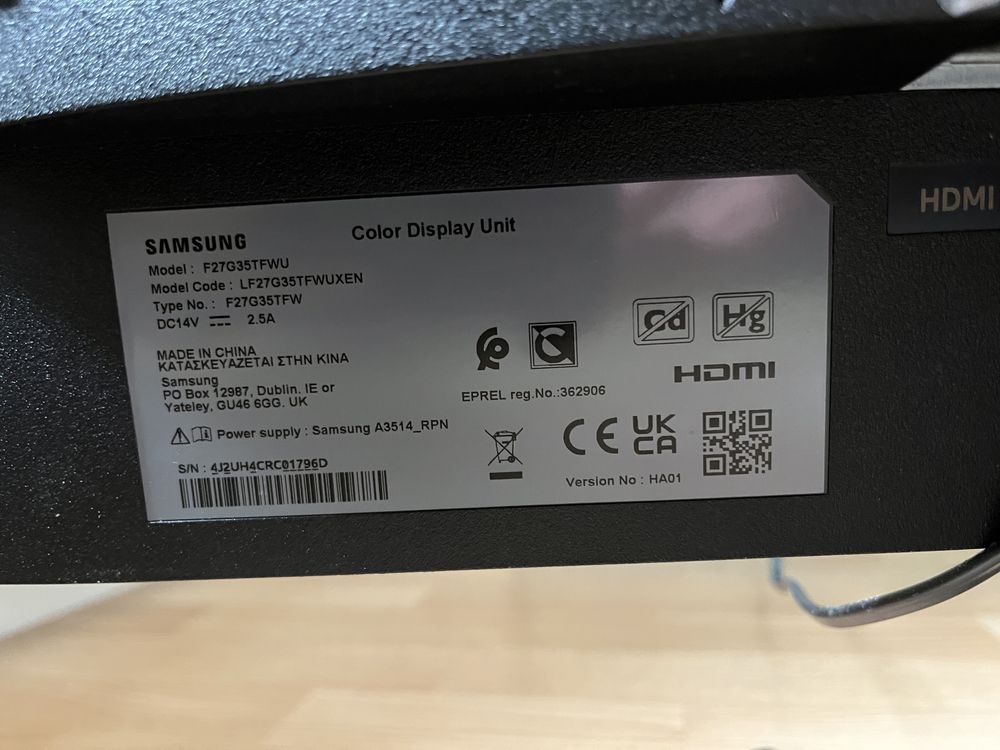 SAMSUNG
Color Display Unit
Model : F27G35TFWU
Model Code : LF27G35TFWUXEN
Type No. : F27G35TFW
DC14V 2.5A
MADE IN CHINA
ΚΑΤΑΣΚΕΥΑΖΕΤΑΙ ΣΤΗΝ ΚΙΝΑ
Samsung
PO Box 12987, Dublin. IE or
Yateley, GU46 6GG. UK
Power supply : Samsung A3514_RPN
S/N : 4J2UH4CRC01796D
Cd
Hg
HDMI
EPREL reg.No.:362906
CE
UK
CA
Version No : HA01
HDMI